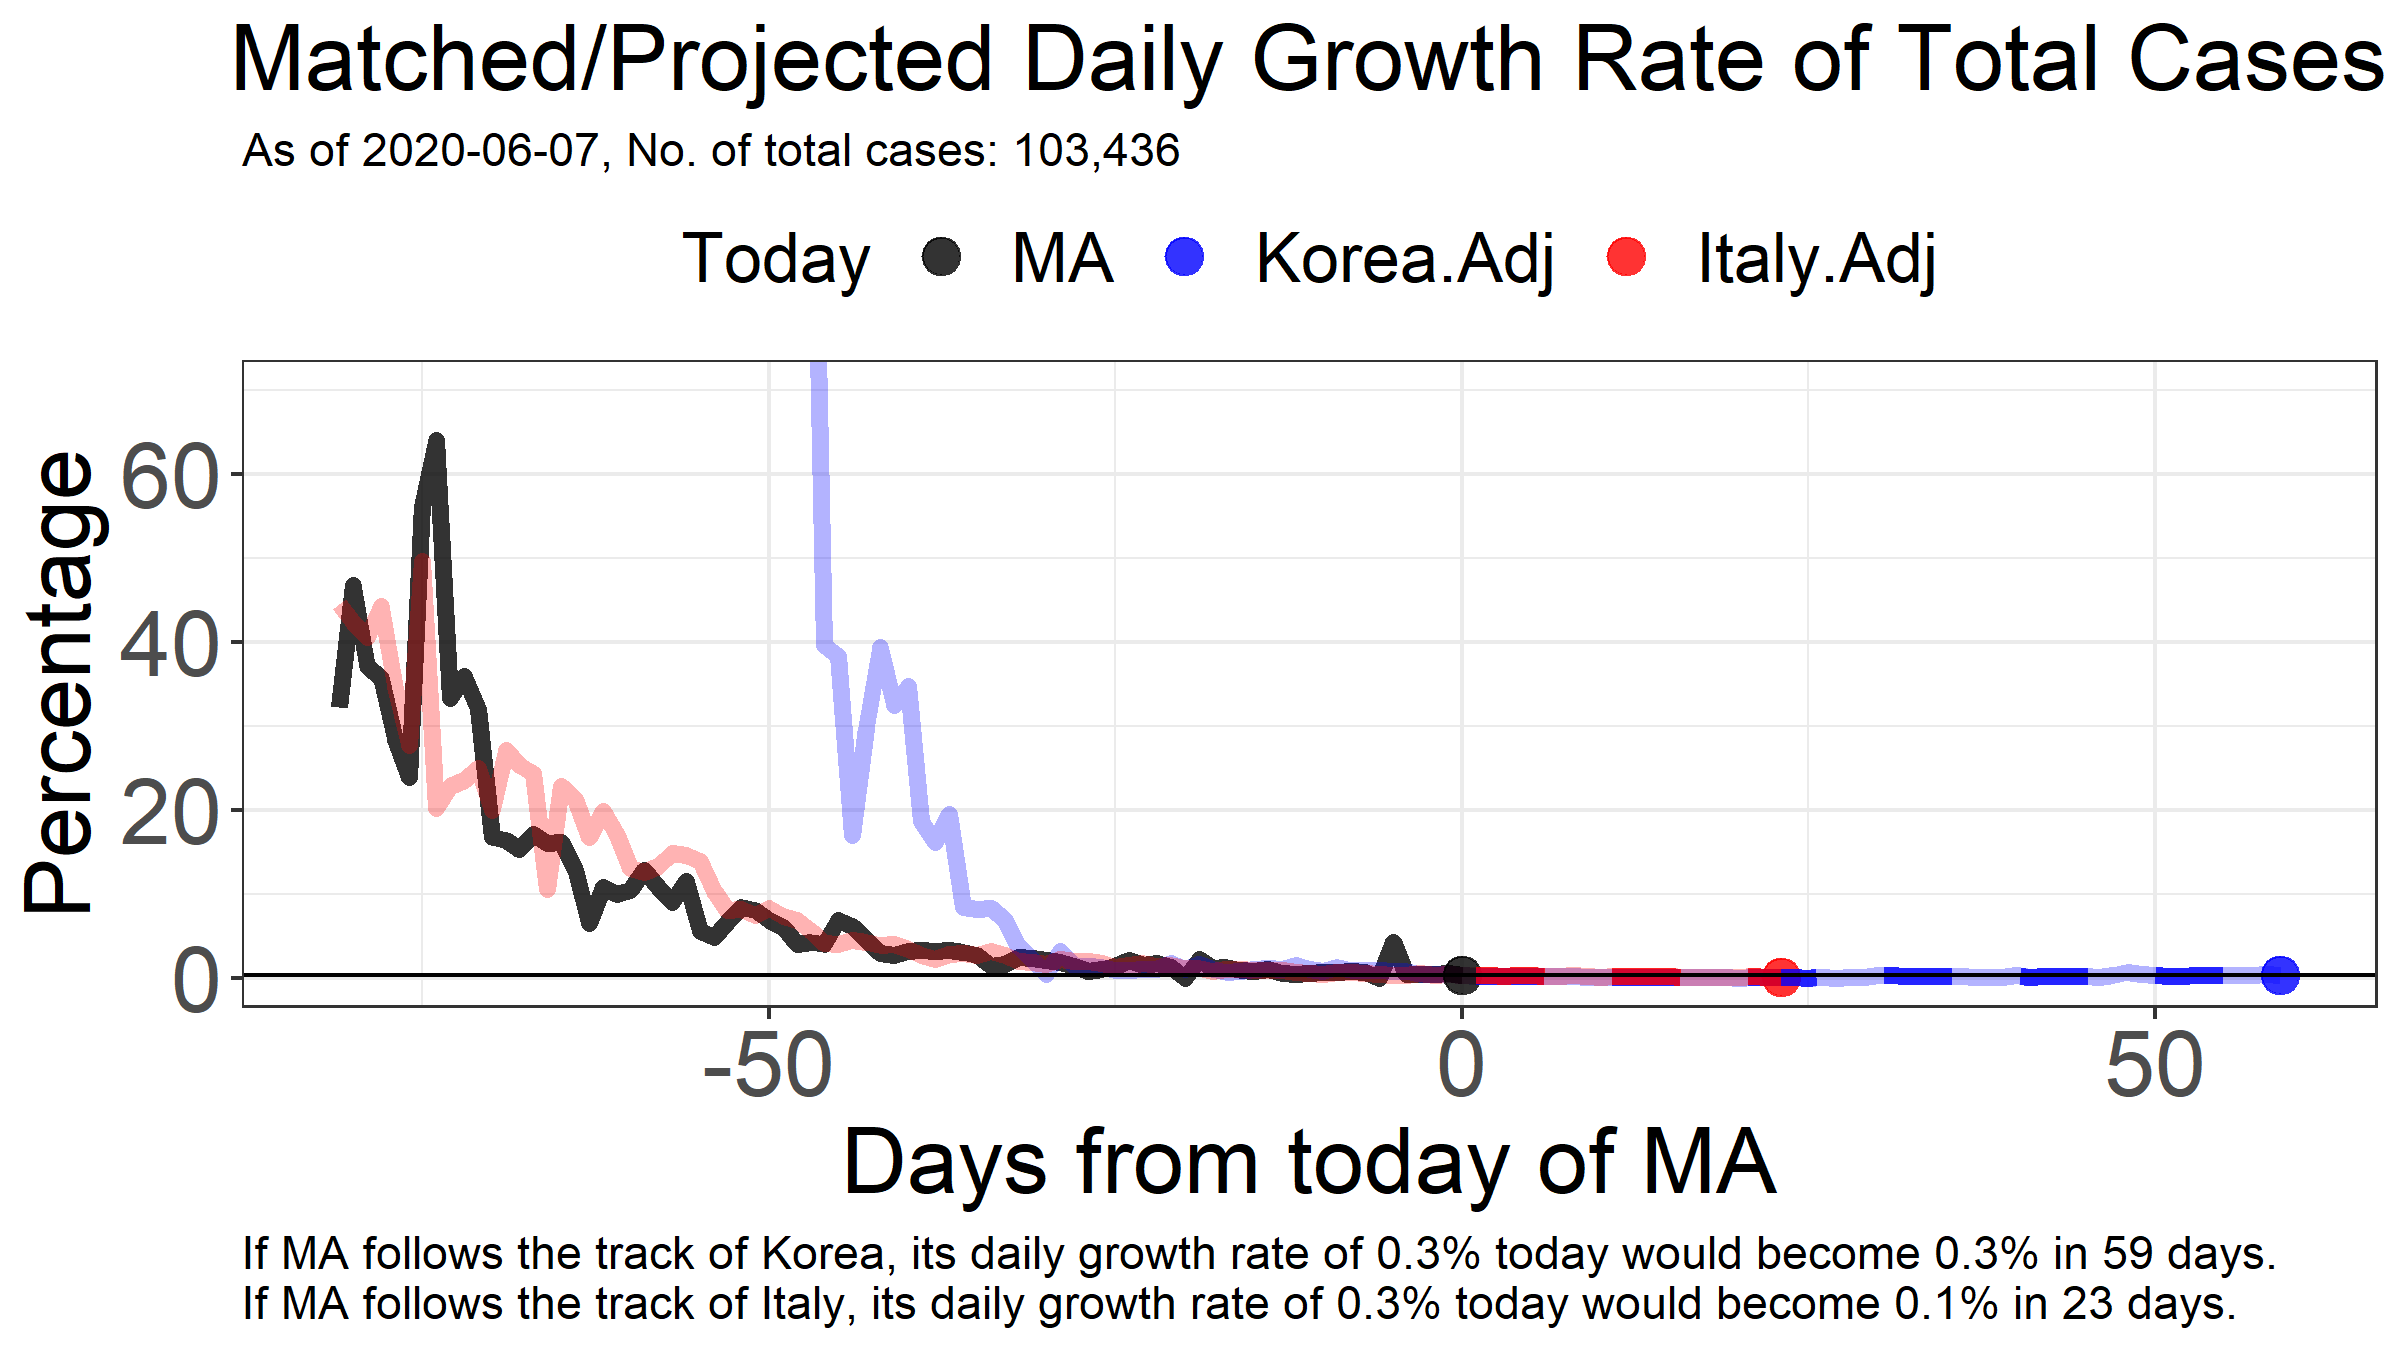 Matched/Projected Daily Growth Rate of Total Cases
As of 2020-06-07, No. of total cases: 103,436
Today MA Korea.Adj Italy.Adj
Percentage
60
40
20
0
-50 0 50
Days from today of MA
If MA follows the track of Korea, its daily growth rate of 0.3% today would become 0.3% in 59 days.
If MA follows the track of Italy, its daily growth rate of 0.3% today would become 0.1% in 23 days.